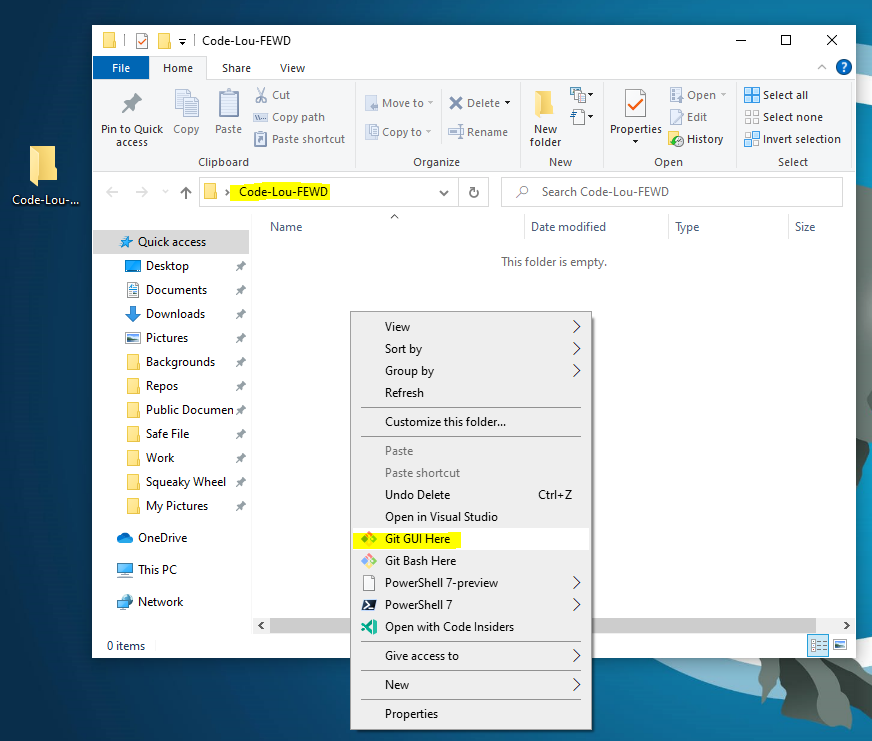 Code-Lou-FEWD
File
Home
Share
View
Pin to Quick access
Copy
Paste
Cut
Copy path
Paste shortcut
Clipboard
Move to
Copy to
Delete
Rename
Organize
New folder
New
Properties
Open
Edit
History
Open
Select all
Select none
Invert selection
Select
Code-Lou-...
Code-Lou-FEWD
Search Code-Lou-FEWD
Name
Date modified
Type
Size
This folder is empty.
Quick access
Desktop
Documents
Downloads
Pictures
Backgrounds
Repos
Public Documen
Safe File
Work
Squeaky Wheel
My Pictures
OneDrive
This PC
Network
0 items
View
Sort by
Group by
Refresh
Customize this folder...
Paste
Paste shortcut
Undo Delete Ctrl+Z
Open in Visual Studio
Git GUI Here
Git Bash Here
PowerShell 7-preview
PowerShell 7
Open with Code Insiders
Give access to
New
Properties